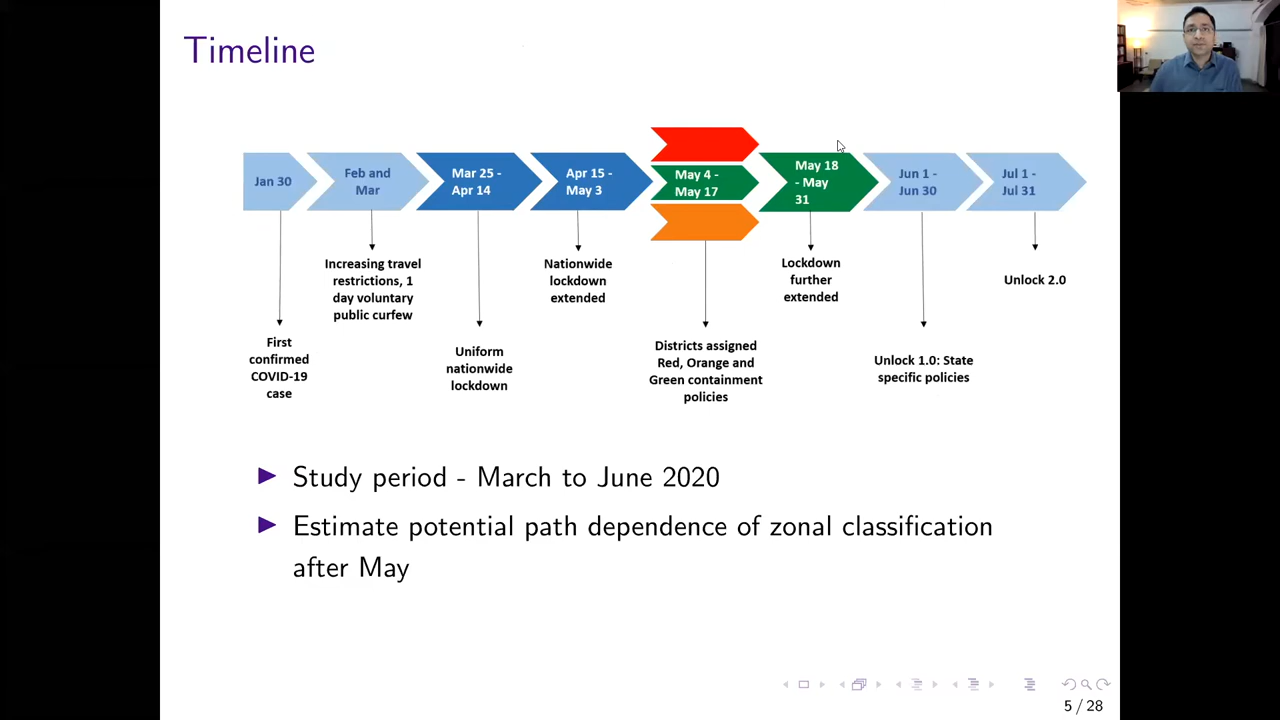 Timeline
Jan 30
Feb and
Mar
Mar 25 -
Apr 14
Apr 15 -
May 3
May 4 -
May 17
May 18
- May
31
Jun 1 -
Jun 30
Jul 1 -
Jul 31
First
confirmed
COVID-19
case
Increasing travel
restrictions, 1
day voluntary
public curfew
Uniform
nationwide
lockdown
Nationwide
lockdown
extended
Districts assigned
Red, Orange and
Green containment
policies
Lockdown
further
extended
Unlock 1.0: State
specific policies
Unlock 2.0
Study period - March to June 2020
Estimate potential path dependence of zonal classification
after May
5 / 28